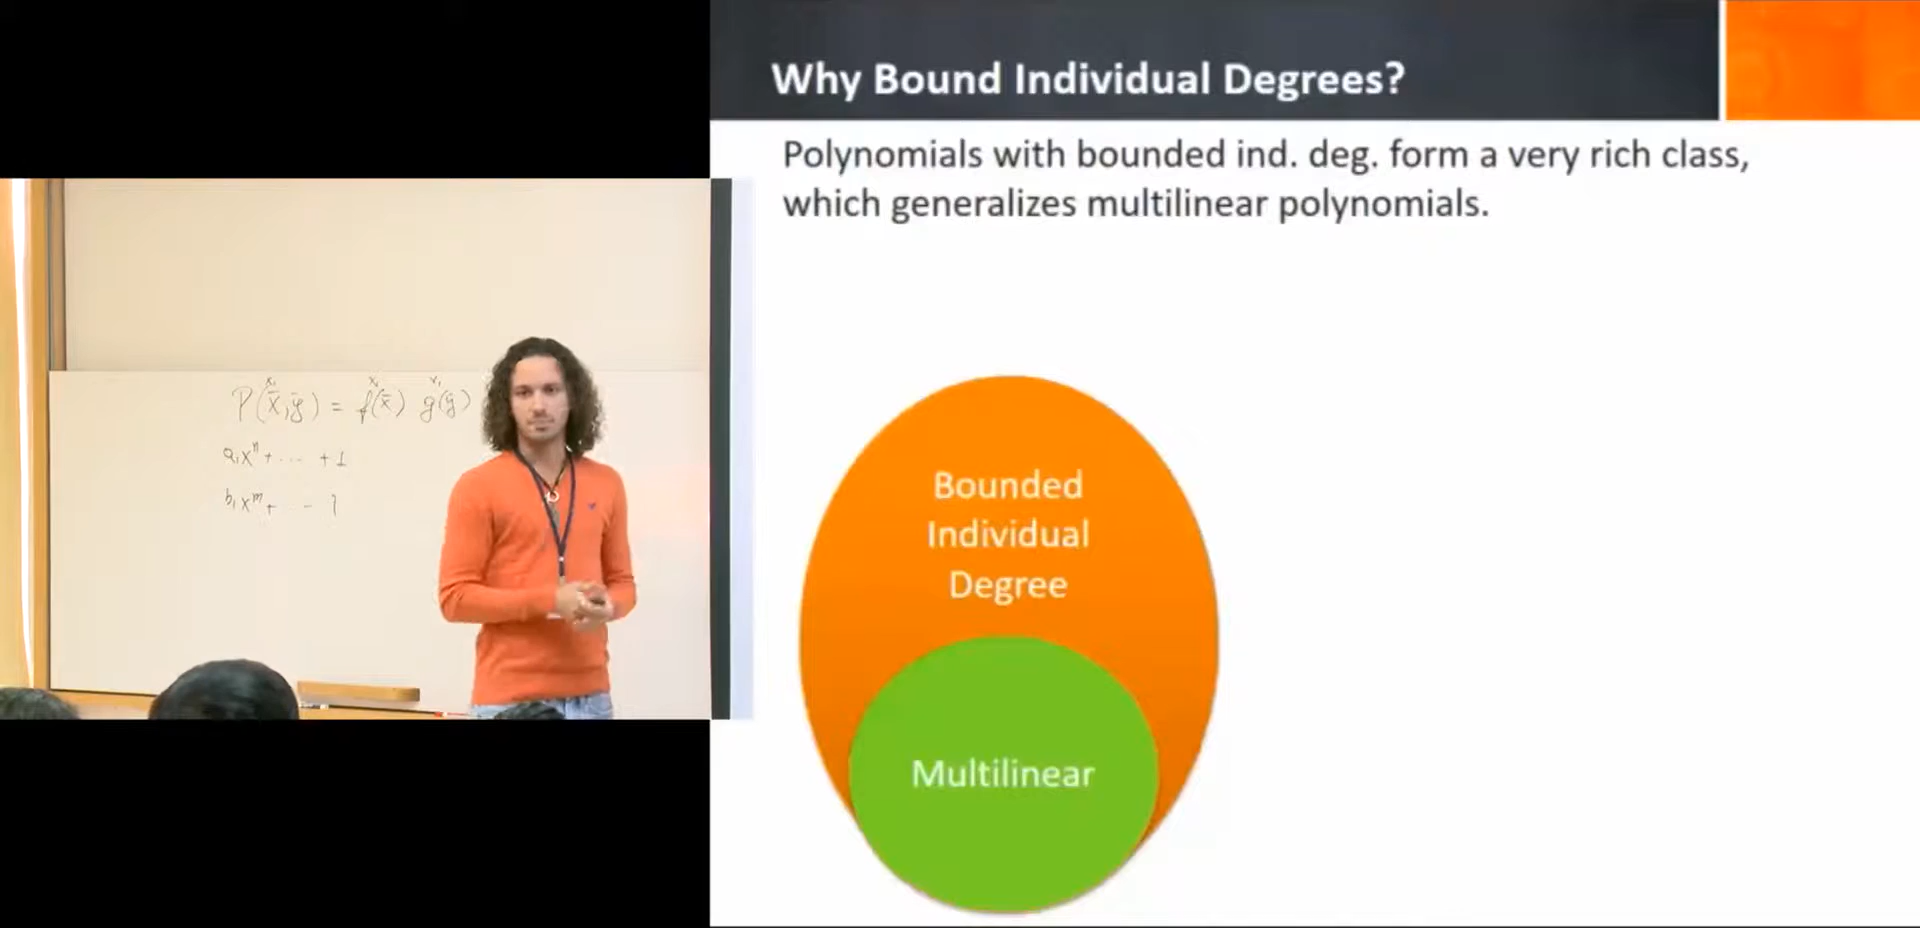 P(x̄,ȳ) = f(x̄) g(ȳ)
a₁xⁿ + ... + 1
b₁xᵐ + - 1
Why Bound Individual Degrees?
Polynomials with bounded ind. deg. form a very rich class,
which generalizes multilinear polynomials.
Bounded
Individual
Degree
Multilinear